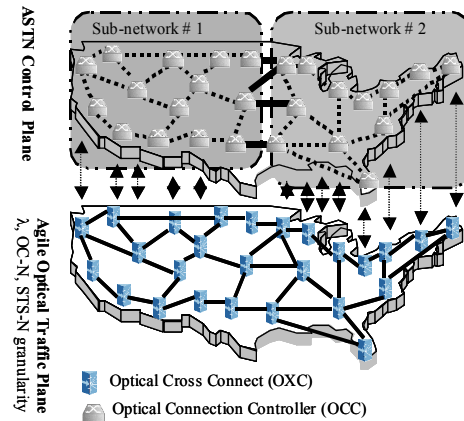 Sub-network # 1
Sub-network # 2
ASTN Control Plane
Agile Optical Traffic Plane
λ, OC-N, STS-N granularity
Optical Cross Connect (OXC)
Optical Connection Controller (OCC)